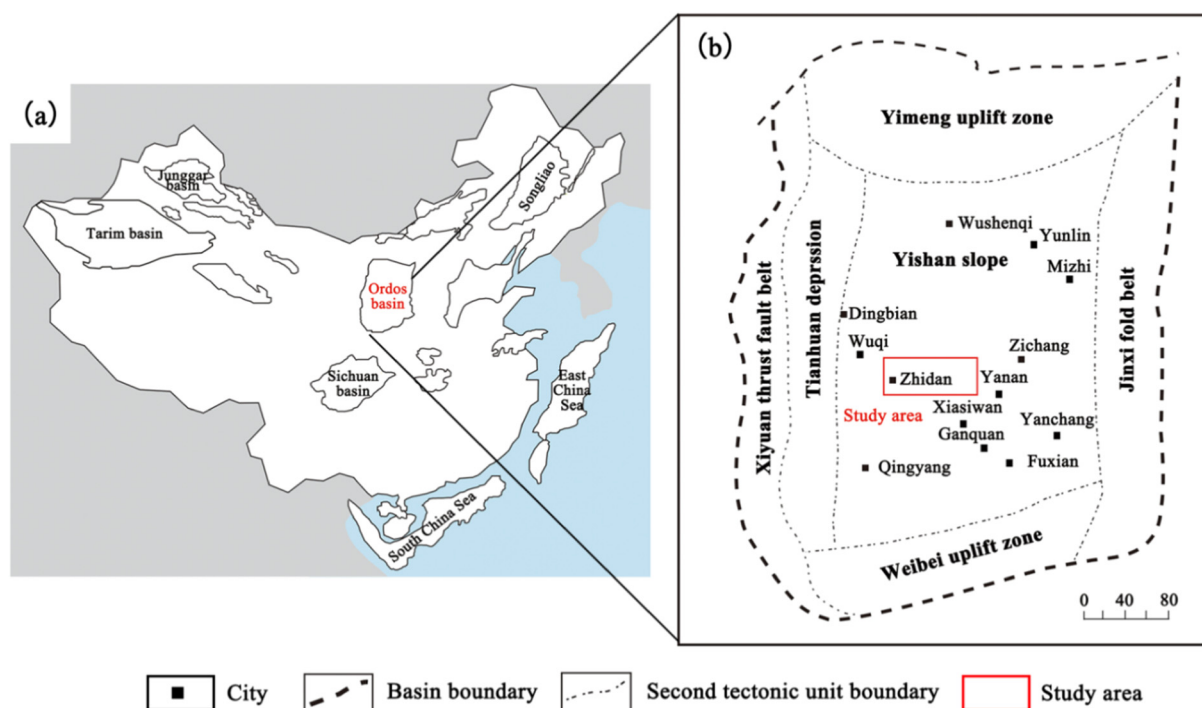 (a)
Junggar
basin
Tarim basin
Songliao
Ordos
basin
Sichuan
basin
East
China
Sea
South China Sea
(b)
Yimeng uplift zone
Wushenqi
Yunlin
Yishan slope
Mizhi
Xiyuan thrust fault belt
Tianhuan deprssion
Jinxi fold belt
Dingbian
Wuqi
Zichang
Zhidan
Yanan
Study area
Xiasiwan
Yanchang
Ganquan
Qingyang
Fuxian
Weibei uplift zone
0 40 80
City
Basin boundary
Second tectonic unit boundary
Study area